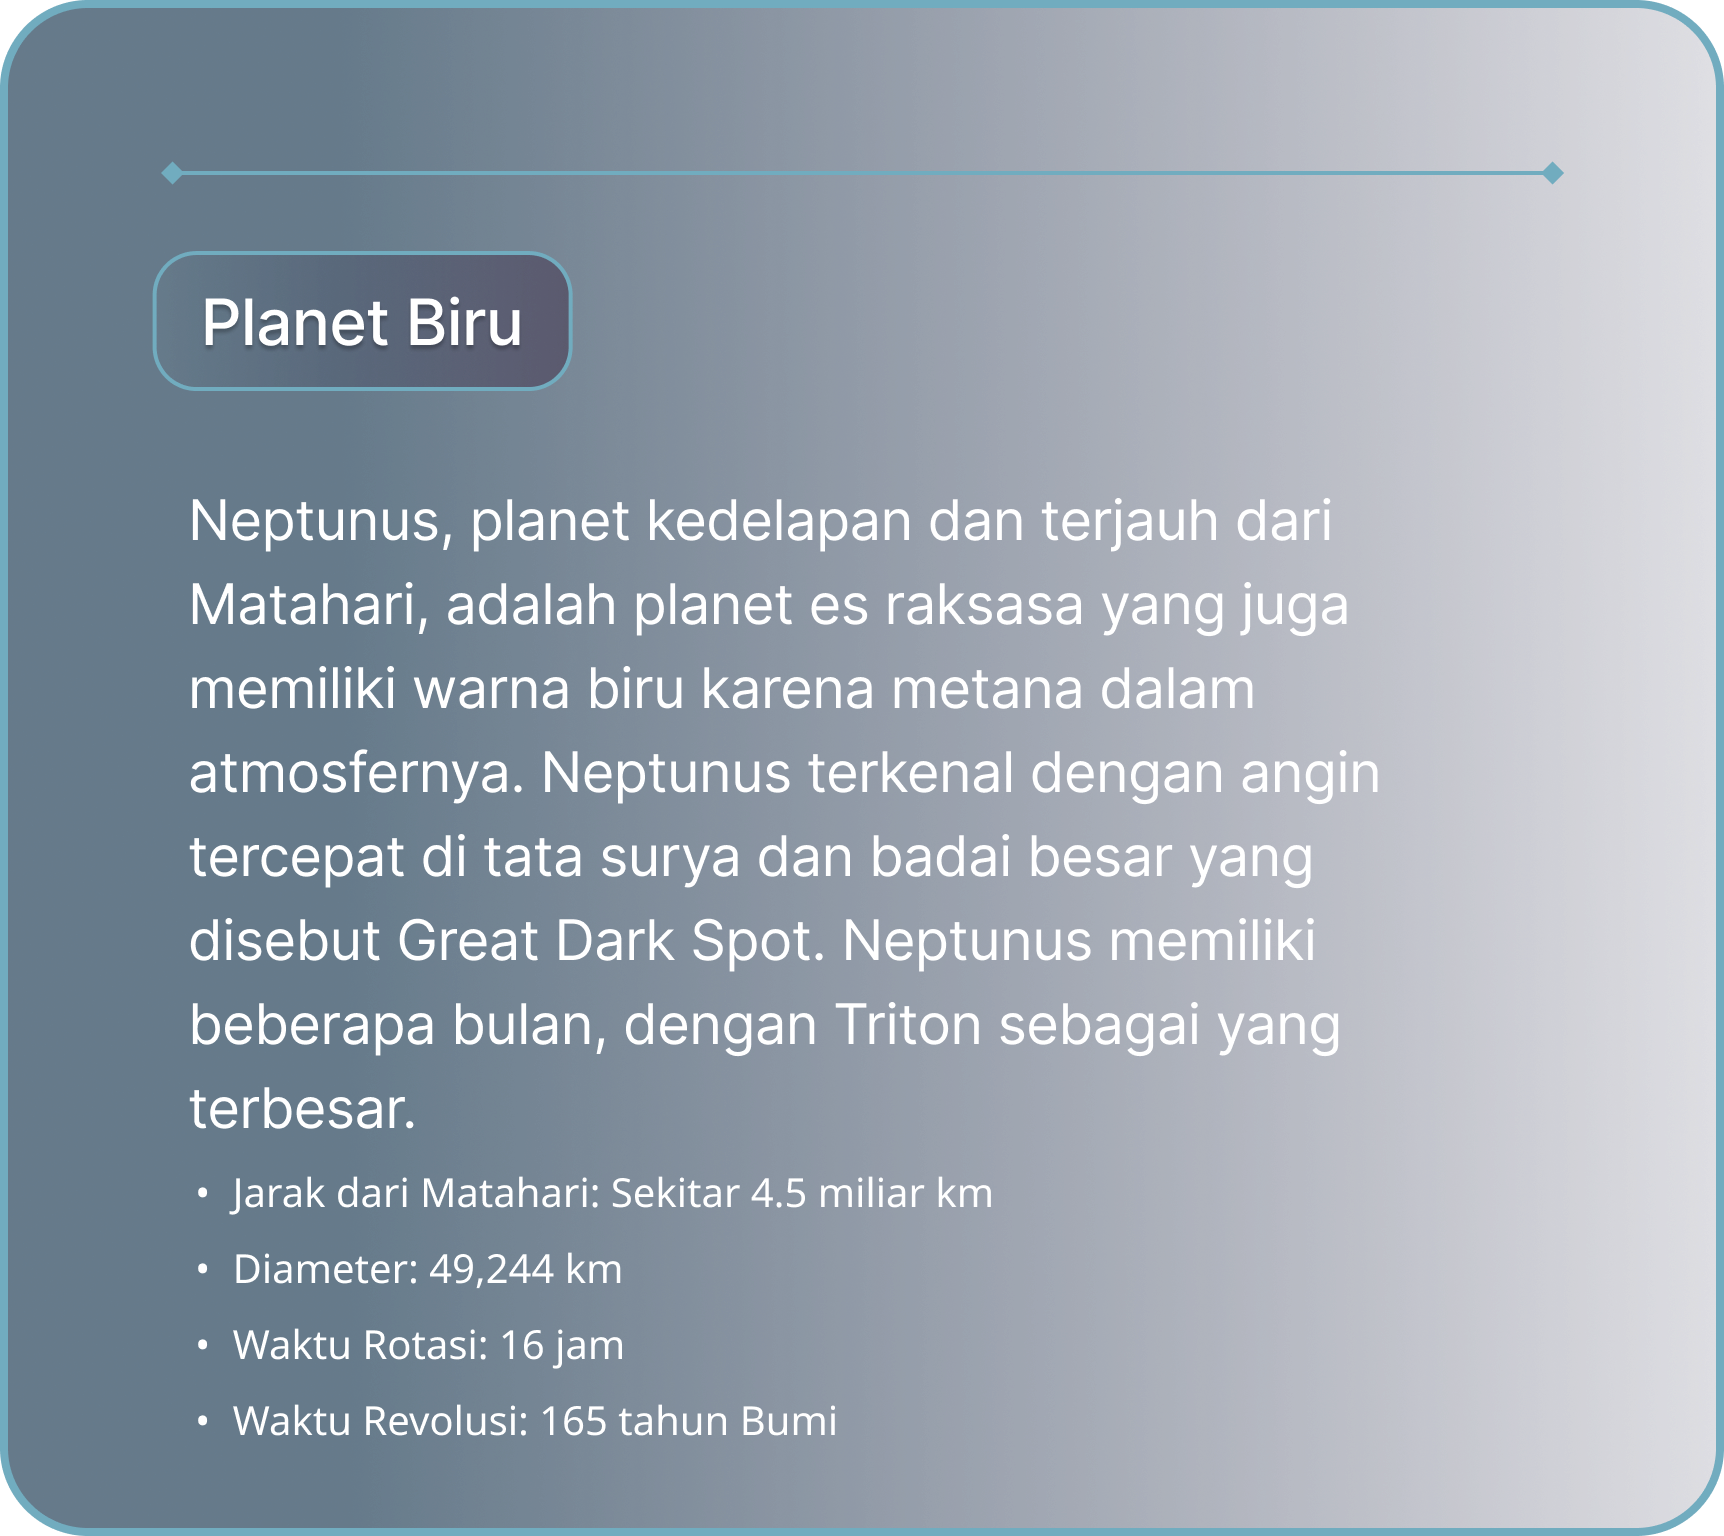 Planet Biru
Neptunus, planet kedelapan dan terjauh dari
Matahari, adalah planet es raksasa yang juga
memiliki warna biru karena metana dalam
atmosfernya. Neptunus terkenal dengan angin
tercepat di tata surya dan badai besar yang
disebut Great Dark Spot. Neptunus memiliki
beberapa bulan, dengan Triton sebagai yang
terbesar.
• Jarak dari Matahari: Sekitar 4.5 miliar km
• Diameter: 49,244 km
• Waktu Rotasi: 16 jam
• Waktu Revolusi: 165 tahun Bumi